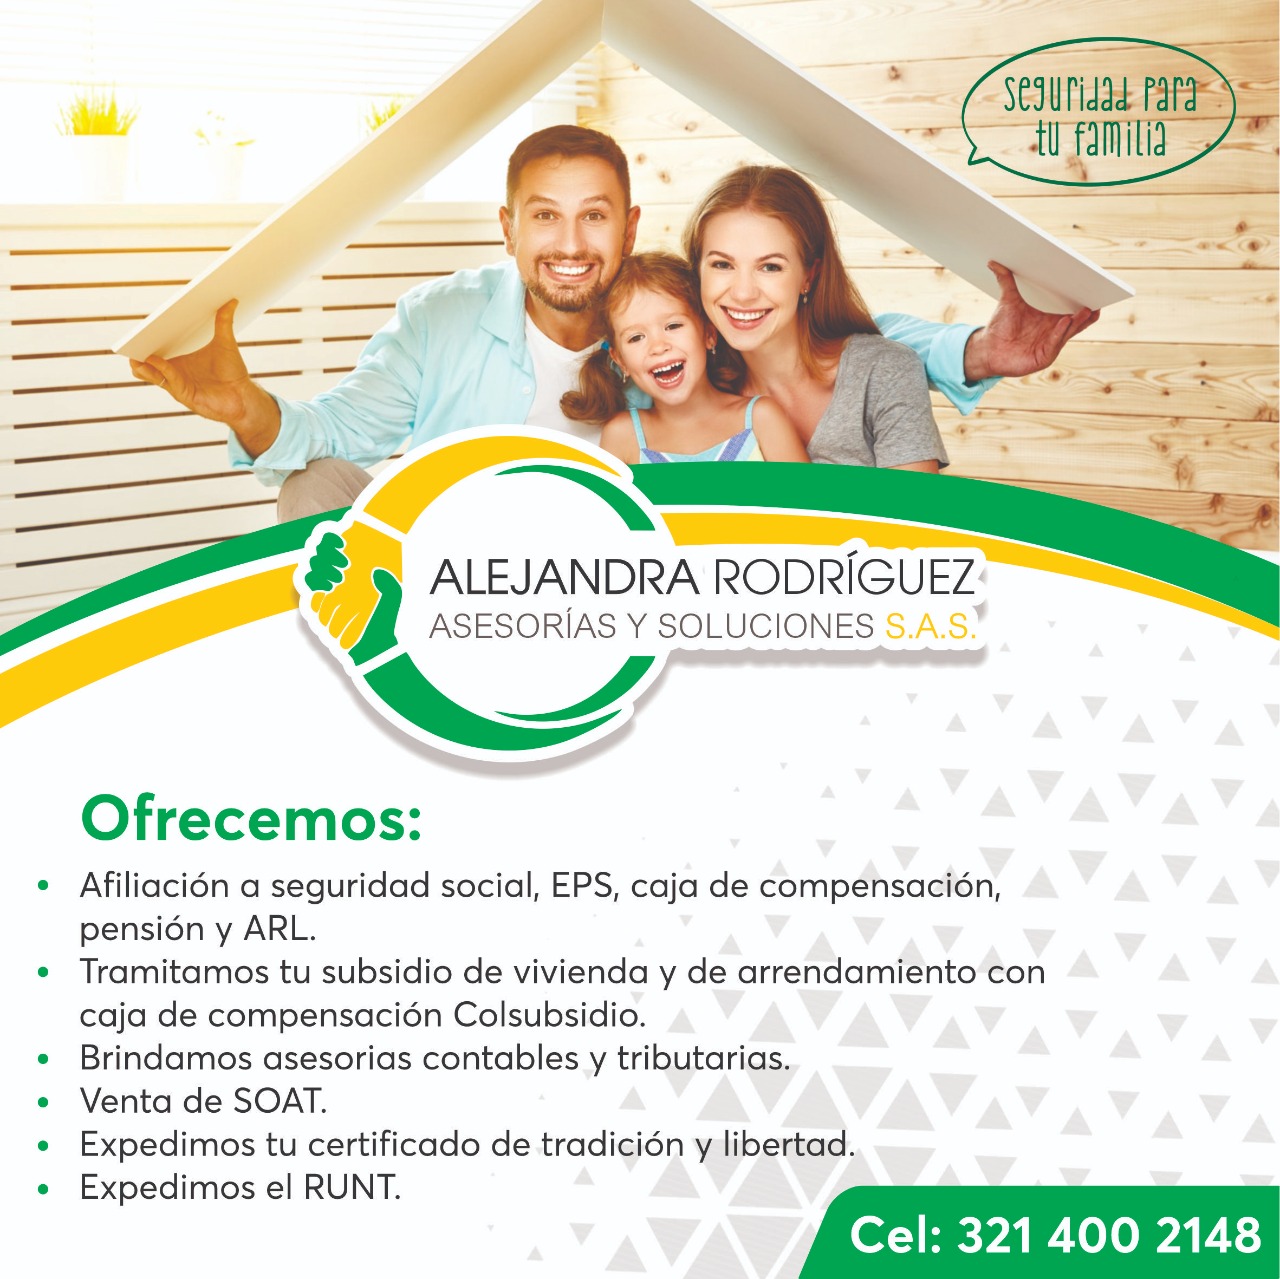 Seguridad para
tu familia
ALEJANDRA RODRÍGUEZ
ASESORÍAS Y SOLUCIONES S.A.S.
Ofrecemos:
• Afiliación a seguridad social, EPS, caja de compensación,
pensión y ARL.
• Tramitamos tu subsidio de vivienda y de arrendamiento con
caja de compensación Colsubsidio.
• Brindamos asesorias contables y tributarias.
• Venta de SOAT.
• Expedimos tu certificado de tradición y libertad.
• Expedimos el RUNT.
Cel: 321 400 2148